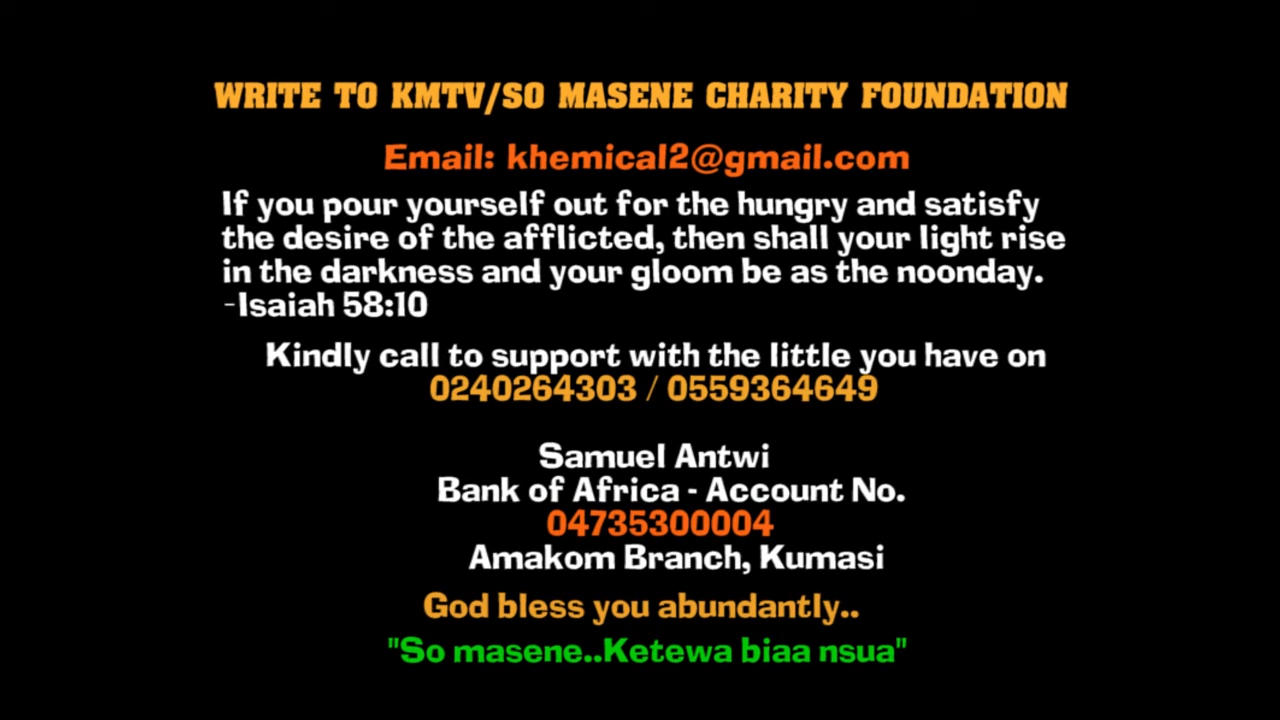 WRITE TO KMTV/SO MASENE CHARITY FOUNDATION
Email: khemical2@gmail.com
If you pour yourself out for the hungry and satisfy
the desire of the afflicted, then shall your light rise
in the darkness and your gloom be as the noonday.
-Isaiah 58:10
Kindly call to support with the little you have on
0240264303 / 0559364649
Samuel Antwi
Bank of Africa - Account No.
04735300004
Amakom Branch, Kumasi
God bless you abundantly..
"So masene..Ketewa biaa nsua"